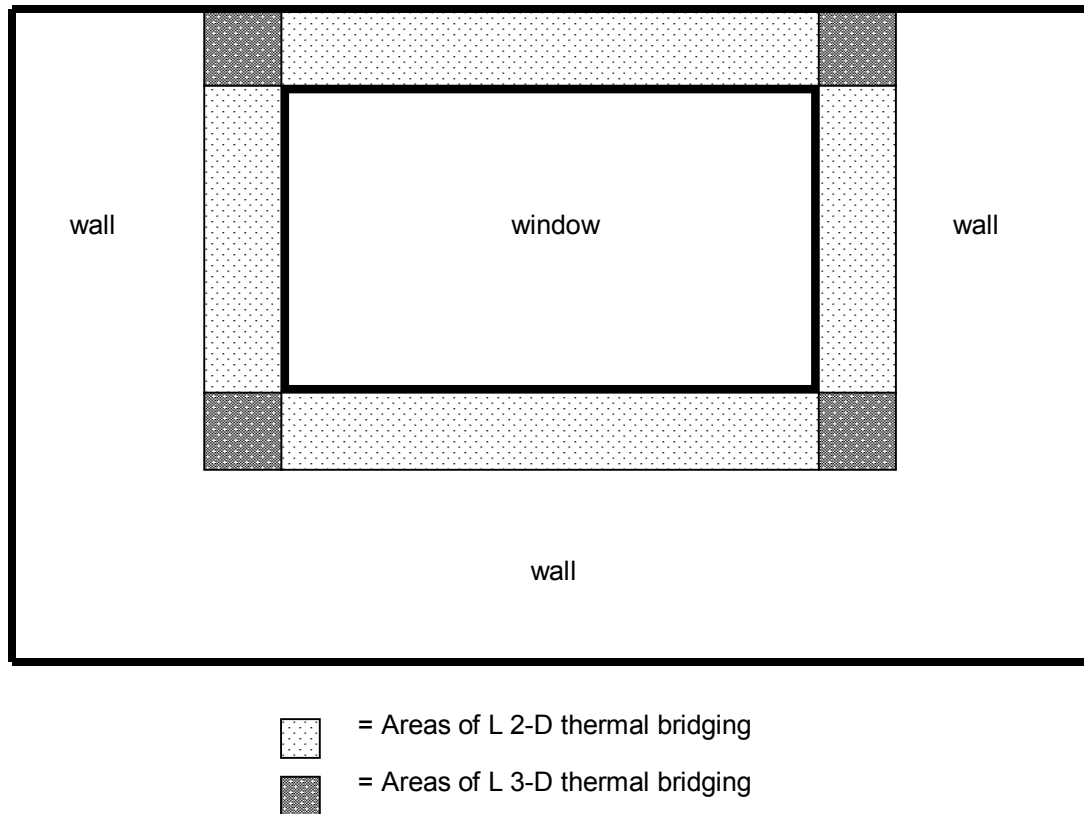 wall
window
wall
wall
= Areas of L 2-D thermal bridging
= Areas of L 3-D thermal bridging